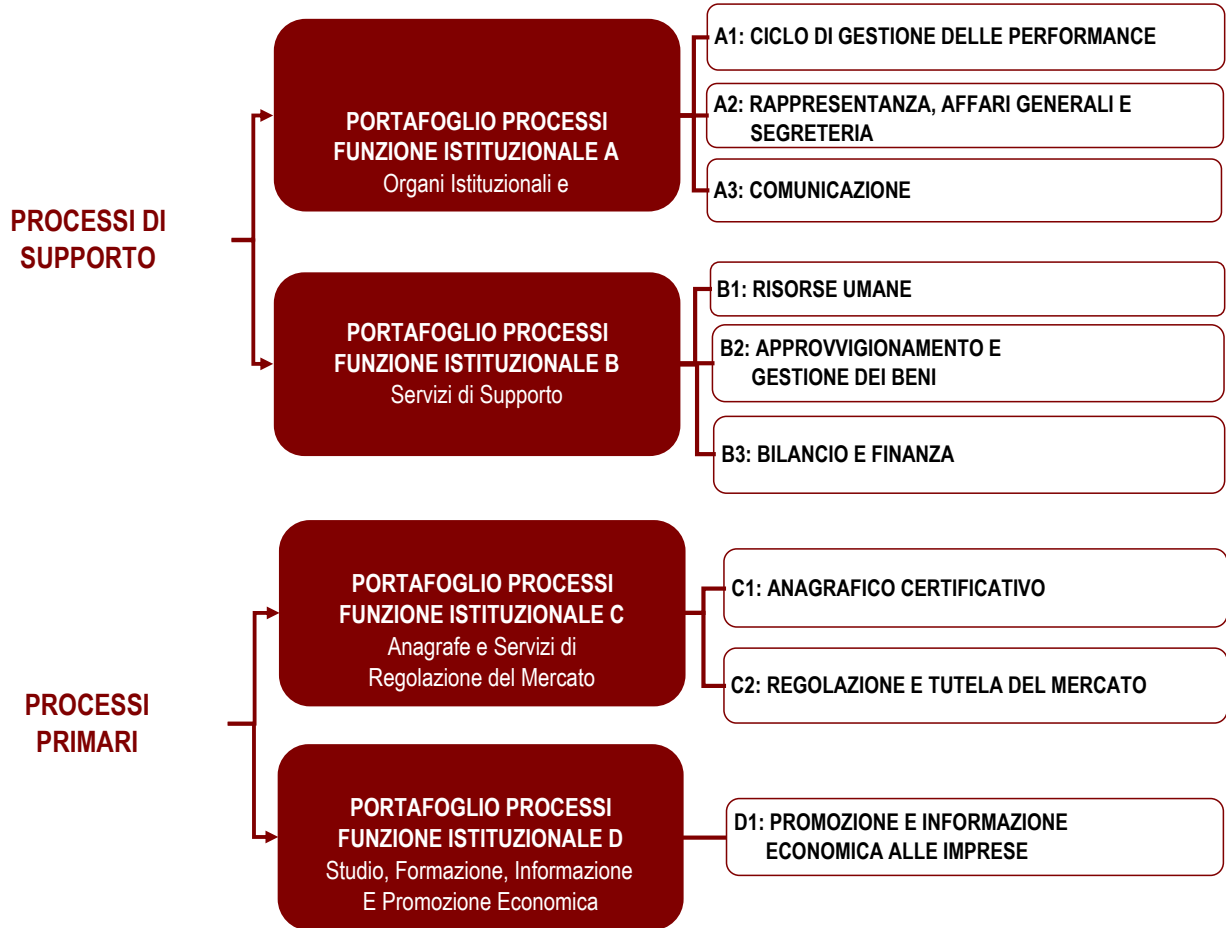 PROCESSI DI
SUPPORTO
PORTAFOGLIO PROCESSI
FUNZIONE ISTITUZIONALE A
Organi Istituzionali e
A1: CICLO DI GESTIONE DELLE PERFORMANCE
A2: RAPPRESENTANZA, AFFARI GENERALI E
SEGRETERIA
A3: COMUNICAZIONE
PORTAFOGLIO PROCESSI
FUNZIONE ISTITUZIONALE B
Servizi di Supporto
B1: RISORSE UMANE
B2: APPROVVIGIONAMENTO E
GESTIONE DEI BENI
B3: BILANCIO E FINANZA
PROCESSI
PRIMARI
PORTAFOGLIO PROCESSI
FUNZIONE ISTITUZIONALE C
Anagrafe e Servizi di
Regolazione del Mercato
C1: ANAGRAFICO CERTIFICATIVO
C2: REGOLAZIONE E TUTELA DEL MERCATO
PORTAFOGLIO PROCESSI
FUNZIONE ISTITUZIONALE D
Studio, Formazione, Informazione
E Promozione Economica
D1: PROMOZIONE E INFORMAZIONE
ECONOMICA ALLE IMPRESE